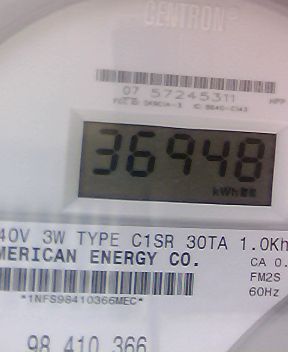 CENTRON
07 57245311
36948
kWh
40V 3W TYPE C1SR 30TA 1.0Kh
MERICAN ENERGY CO.
CA 0.
FM2S
60Hz
*1NFS98410366MEC*
98 410 366